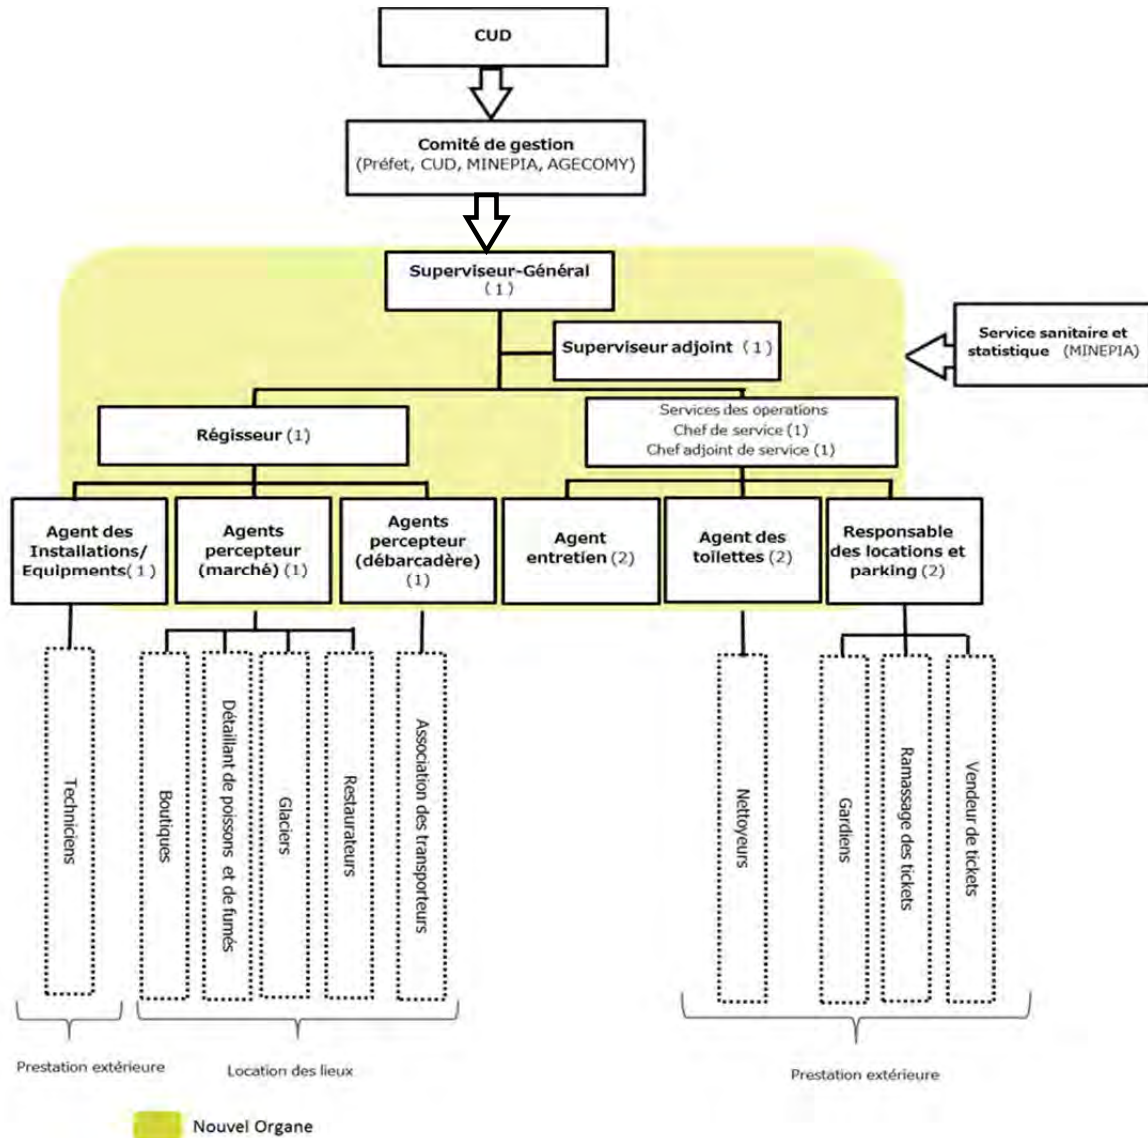 CUD
Comité de gestion
(Préfet, CUD, MINEPIA, AGECOMY)
Superviseur-Général
(1)
Superviseur adjoint (1)
Service sanitaire et
statistique (MINEPIA)
Régisseur (1)
Services des operations
Chef de service (1)
Chef adjoint de service (1)
Agent des
Installations/
Equipments(1)
Agents
percepteur
(marché) (1)
Agents
percepteur
(débarcadère)
(1)
Agent
entretien (2)
Agent des
toilettes (2)
Responsable
des locations et
parking (2)
Techniciens
Boutiques
Détaillant de poissons et de fumés
Glaciers
Restaurateurs
Association des transporteurs
Nettoyeurs
Gardiens
Ramassage des tickets
Vendeur de tickets
Prestation extérieure
Location des lieux
Prestation extérieure
Nouvel Organe